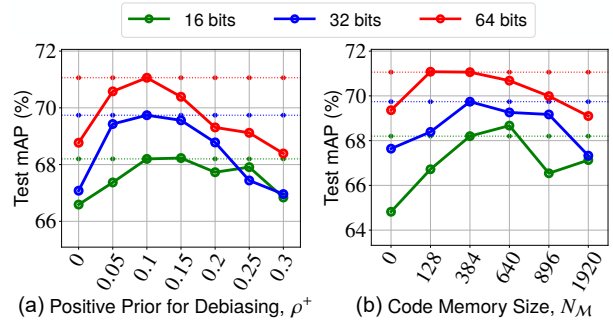 16 bits 32 bits 64 bits
72
70
68
66
Test mAP (%)
0 0.05 0.1 0.15 0.2 0.25 0.3
(a) Positive Prior for Debiasing, ρ⁺
72
70
68
66
64
Test mAP (%)
0 128 384 640 896 1920
(b) Code Memory Size, N_ℳ